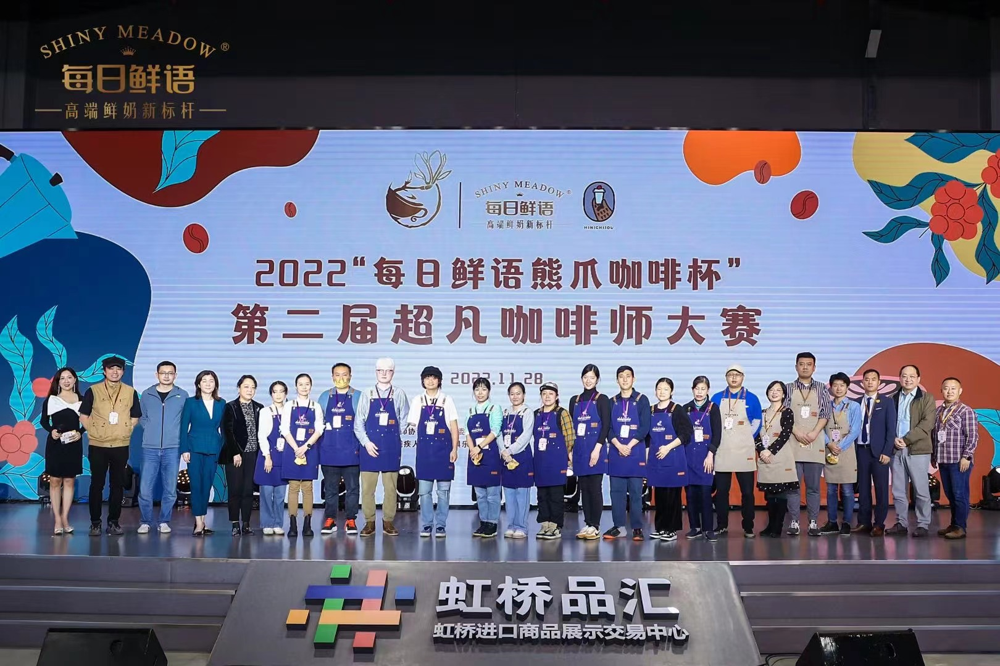 SHINY MEADOW®
每日鲜语
高端鲜奶新标杆
SHINY MEADOW®
每日鲜语
高端鲜奶新标杆
HINICHIJOU
2022“每日鲜语熊爪咖啡杯”
第二届超凡咖啡师大赛
2022.11.28
虹桥品汇
虹桥进口商品展示交易中心